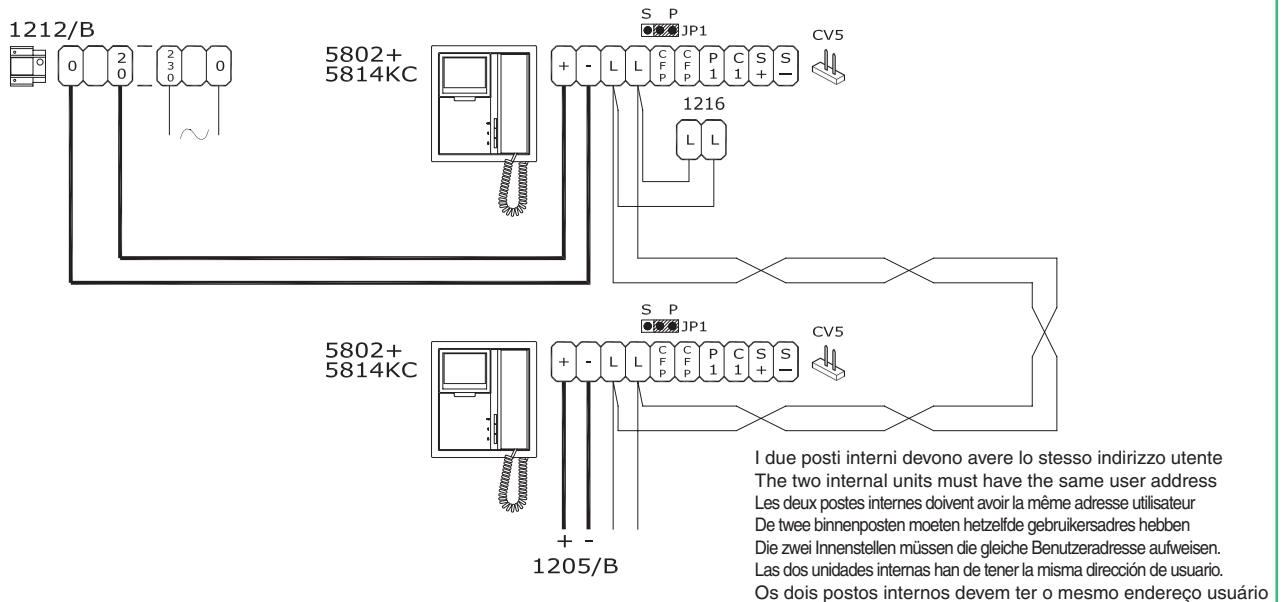 1212/B
0 20 230 0
5802+
5814KC
S P
JP1
+ - L L CFP CFP P1 C1 S+ S−
CV5
1216
L L
5802+
5814KC
S P
JP1
+ - L L CFP CFP P1 C1 S+ S−
CV5
+ -
1205/B
I due posti interni devono avere lo stesso indirizzo utente
The two internal units must have the same user address
Les deux postes internes doivent avoir la même adresse utilisateur
De twee binnenposten moeten hetzelfde gebruikersadres hebben
Die zwei Innenstellen müssen die gleiche Benutzeradresse aufweisen.
Las dos unidades internas han de tener la misma dirección de usuario.
Os dois postos internos devem ter o mesmo endereço usuário